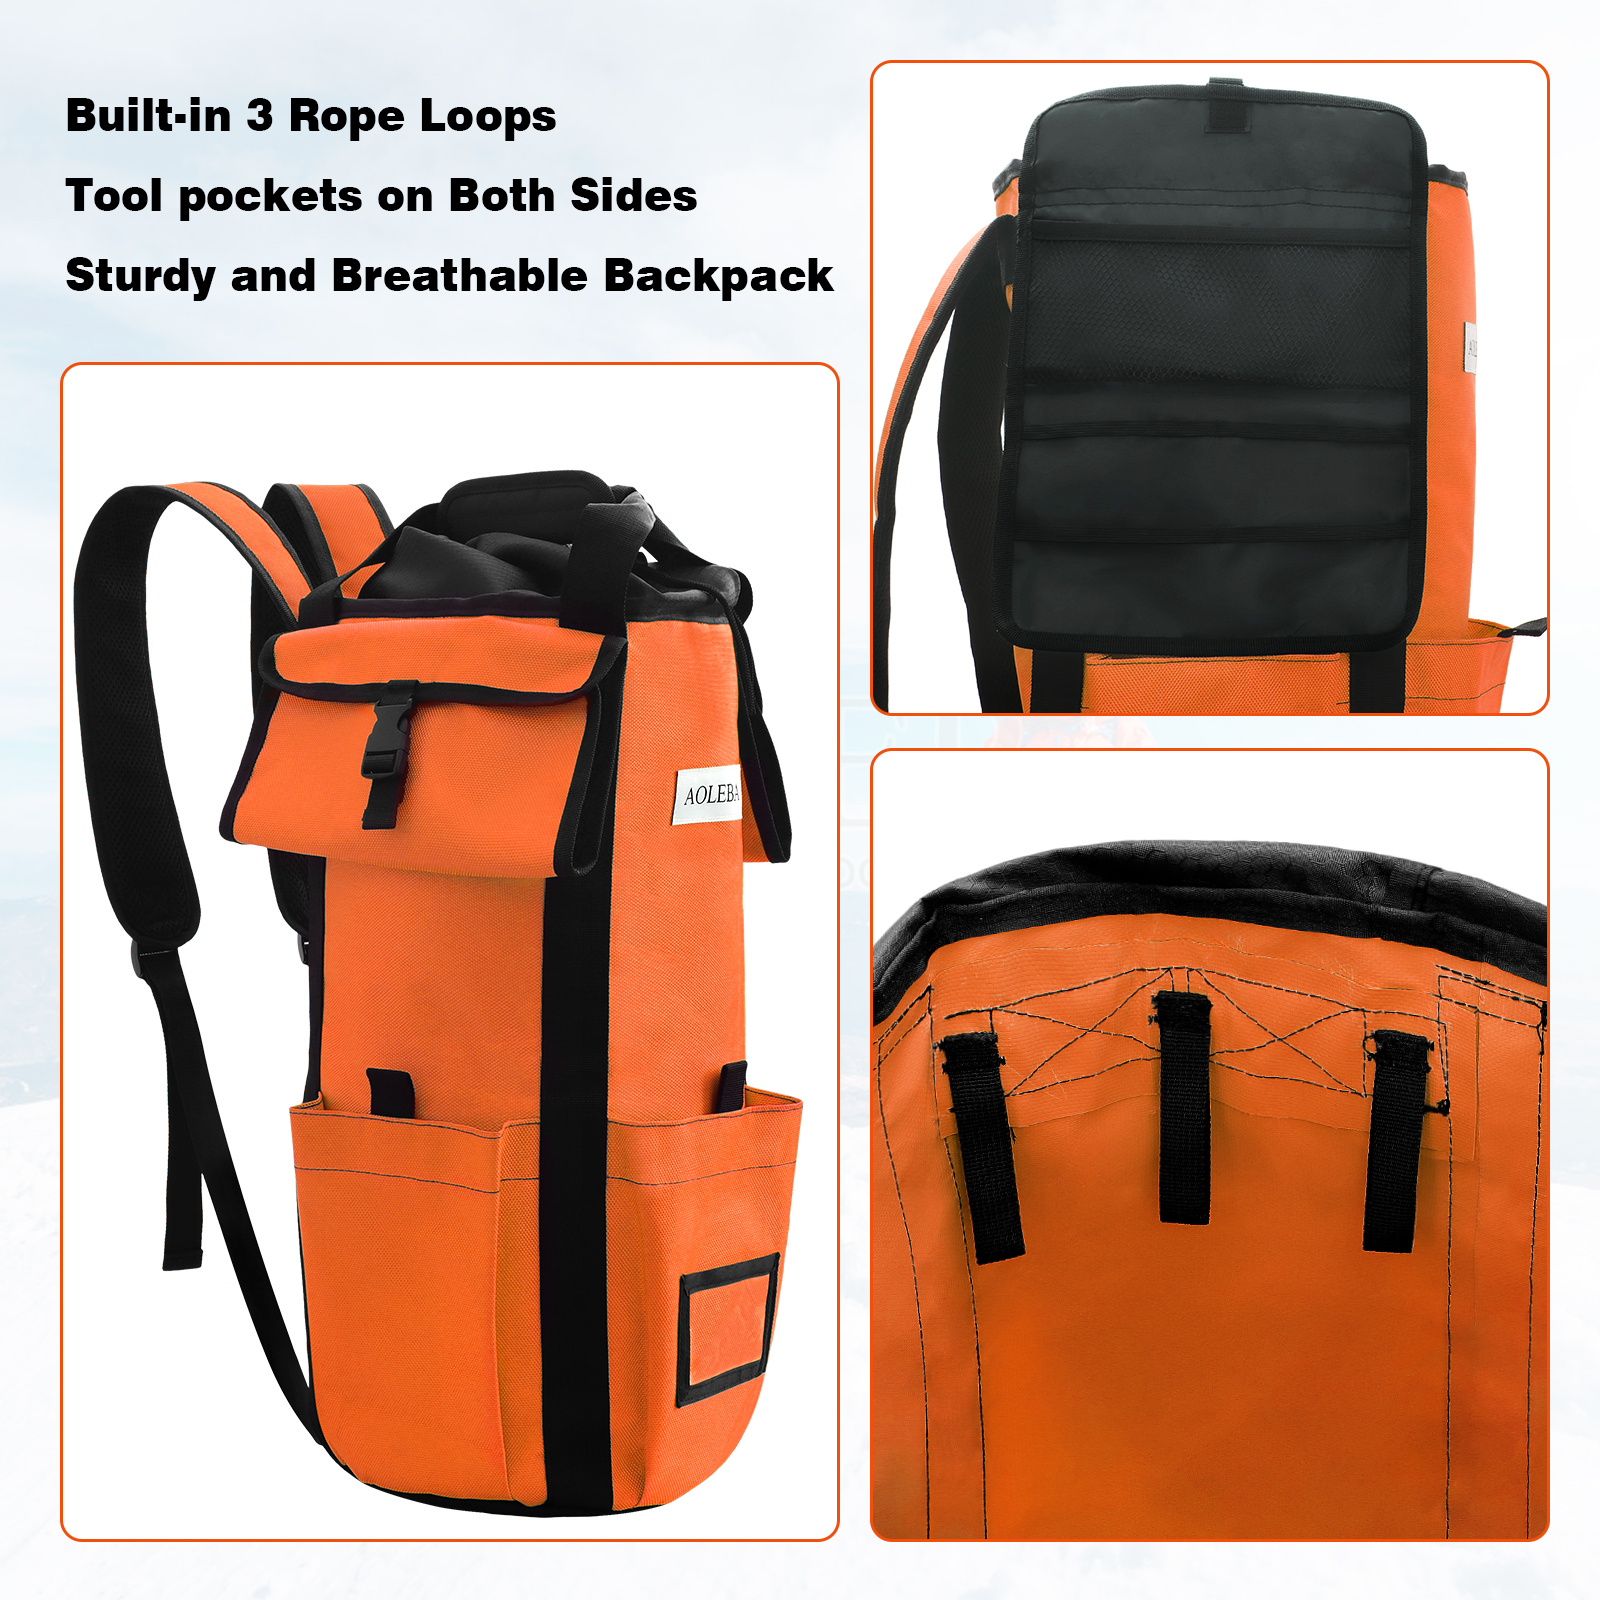 Built-in 3 Rope Loops
Tool pockets on Both Sides
Sturdy and Breathable Backpack
AOLEBA